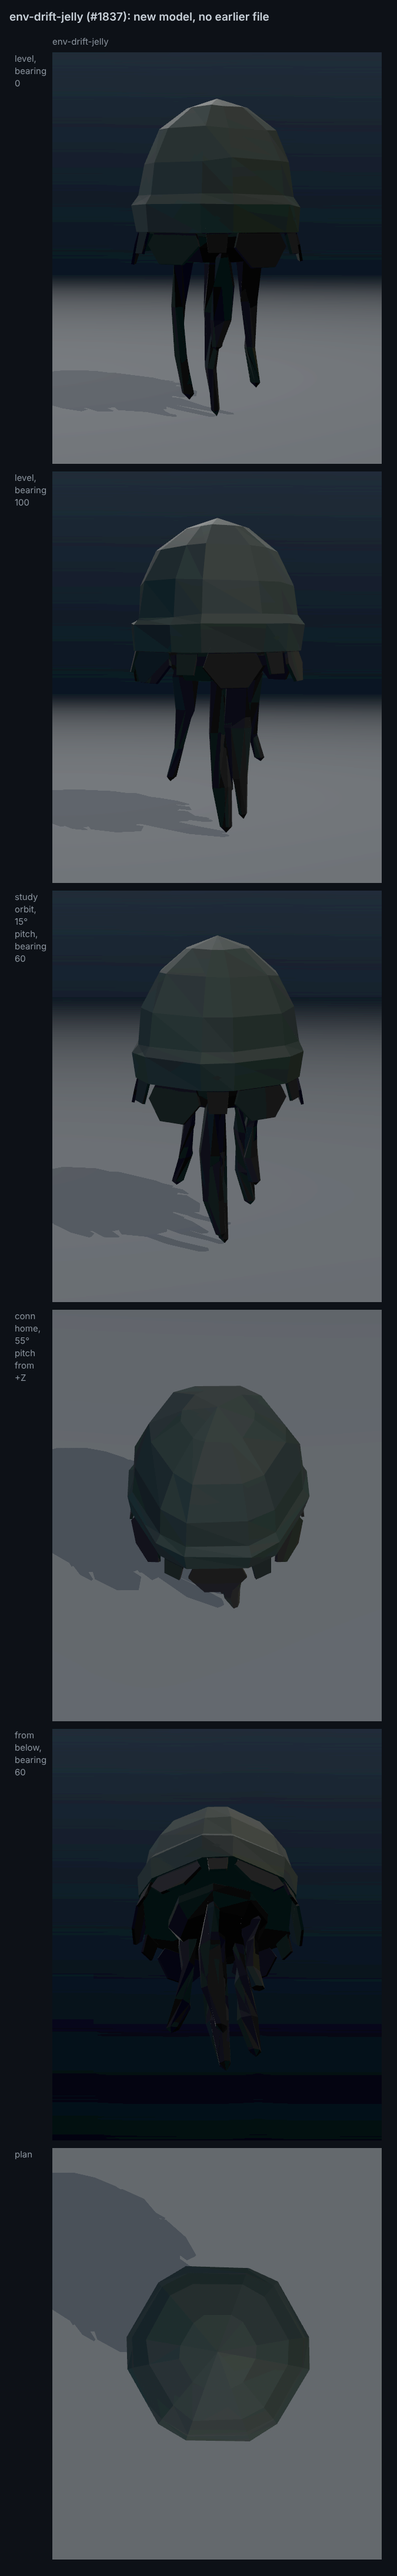 env-drift-jelly (#1837): new model, no earlier file
env-drift-jelly
level,
bearing
0
level,
bearing
100
study
orbit,
15°
pitch,
bearing
60
conn
home,
55°
pitch
from
+Z
from
below,
bearing
60
plan